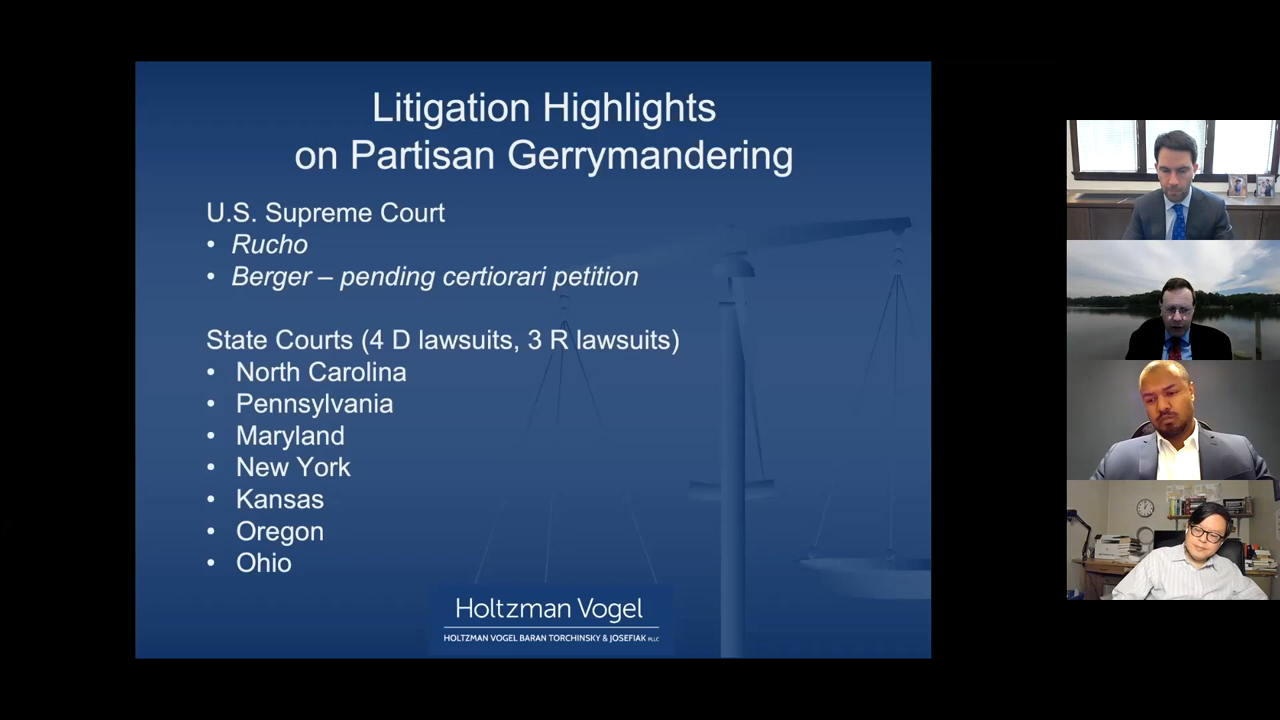 Litigation Highlights
on Partisan Gerrymandering
U.S. Supreme Court
• Rucho
• Berger – pending certiorari petition
State Courts (4 D lawsuits, 3 R lawsuits)
• North Carolina
• Pennsylvania
• Maryland
• New York
• Kansas
• Oregon
• Ohio
Holtzman Vogel
HOLTZMAN VOGEL BARAN TORCHINSKY & JOSEFIAK PLLC